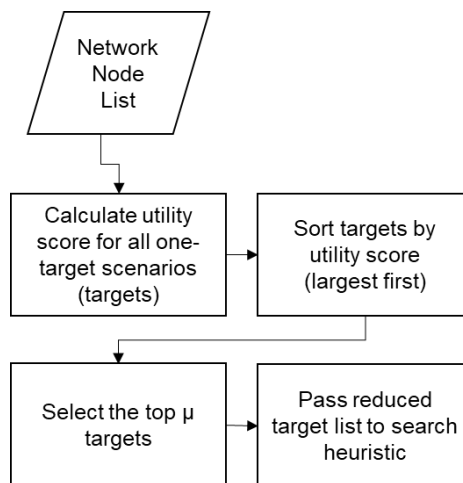 Network
Node
List
Calculate utility
score for all one-
target scenarios
(targets)
Sort targets by
utility score
(largest first)
Select the top μ
targets
Pass reduced
target list to search
heuristic